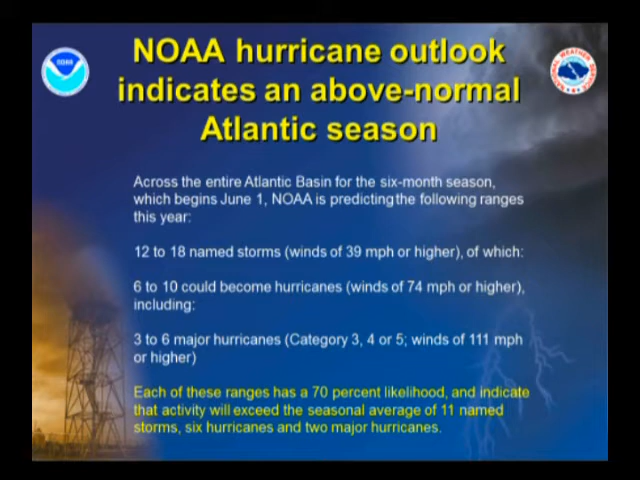 NOAA hurricane outlook
indicates an above-normal
Atlantic season
NOAA
NATIONAL WEATHER SERVICE
Across the entire Atlantic Basin for the six-month season,
which begins June 1, NOAA is predicting the following ranges
this year:
12 to 18 named storms (winds of 39 mph or higher), of which:
6 to 10 could become hurricanes (winds of 74 mph or higher),
including:
3 to 6 major hurricanes (Category 3, 4 or 5; winds of 111 mph
or higher)
Each of these ranges has a 70 percent likelihood, and indicate
that activity will exceed the seasonal average of 11 named
storms, six hurricanes and two major hurricanes.